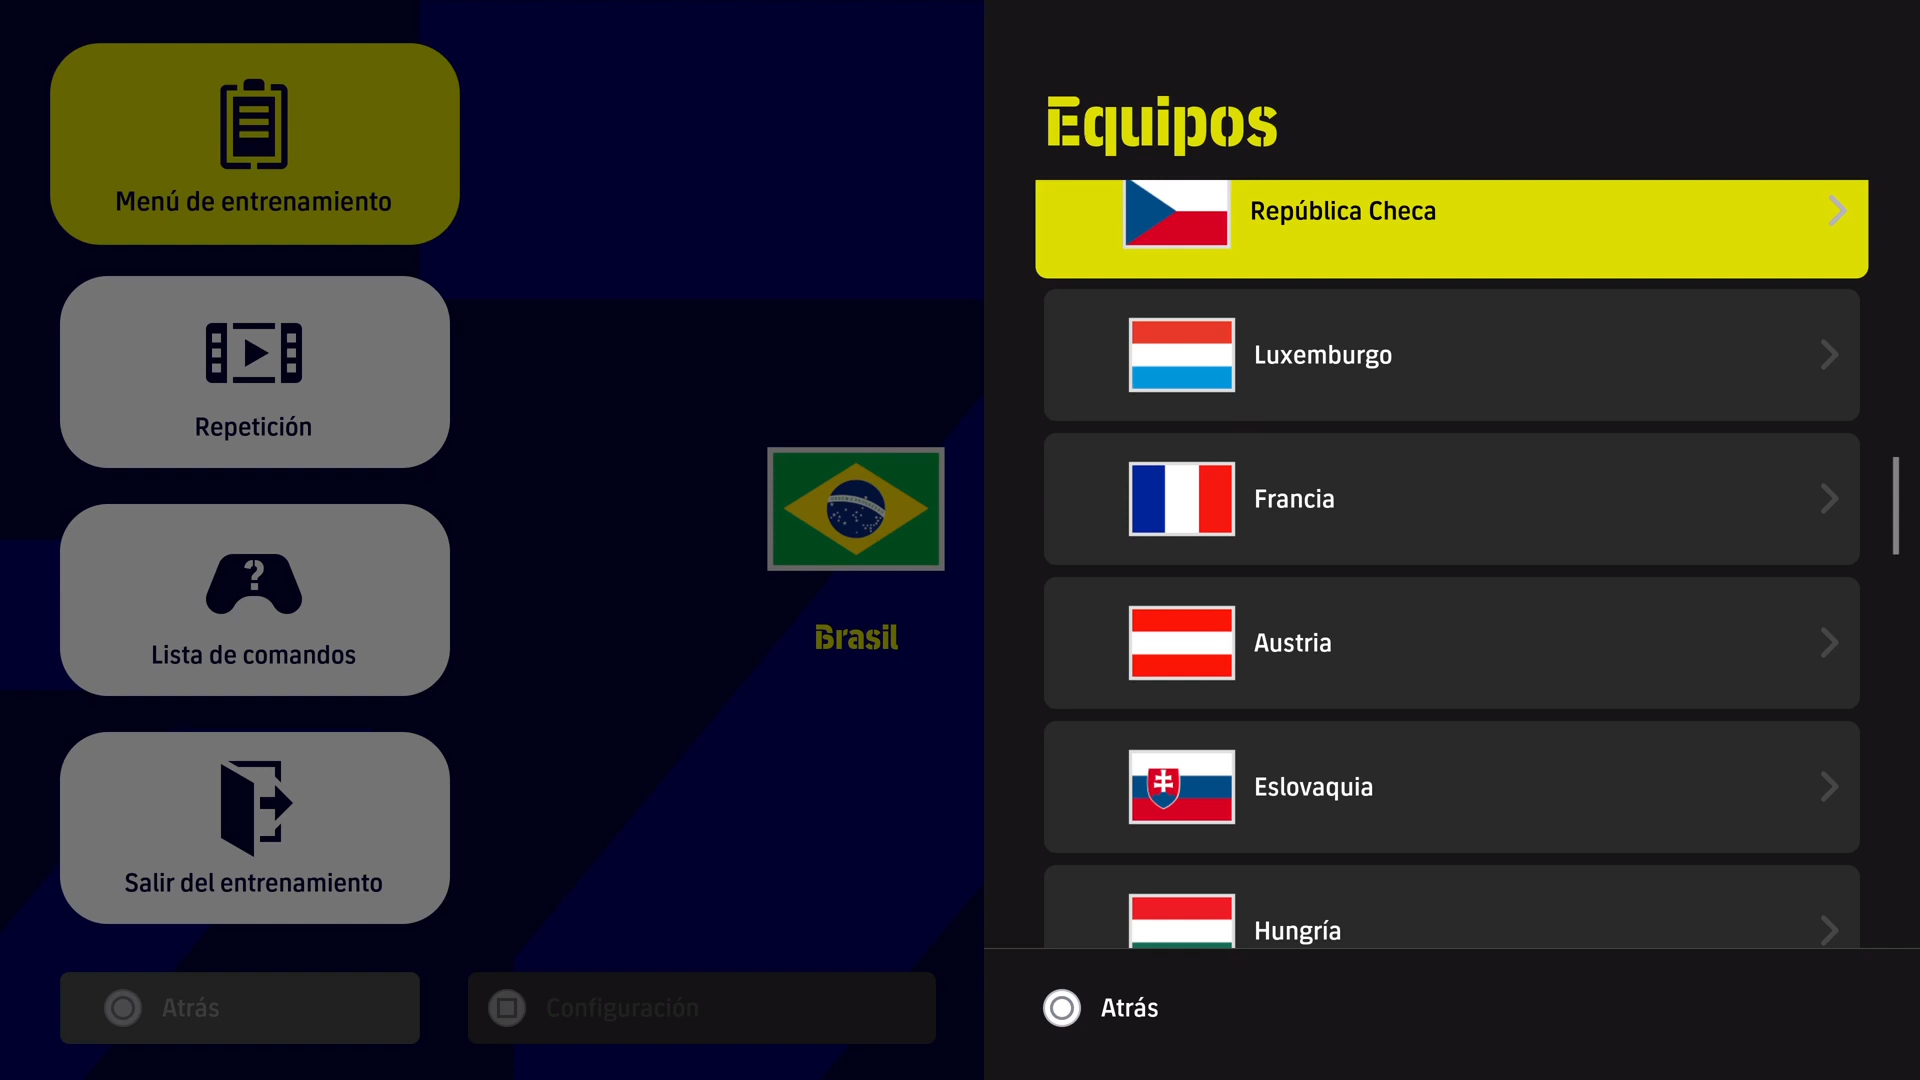 Menú de entrenamiento
Repetición
Lista de comandos
Salir del entrenamiento
Atrás
Configuración
Brasil
Equipos
República Checa
Luxemburgo
Francia
Austria
Eslovaquia
Hungría
Atrás